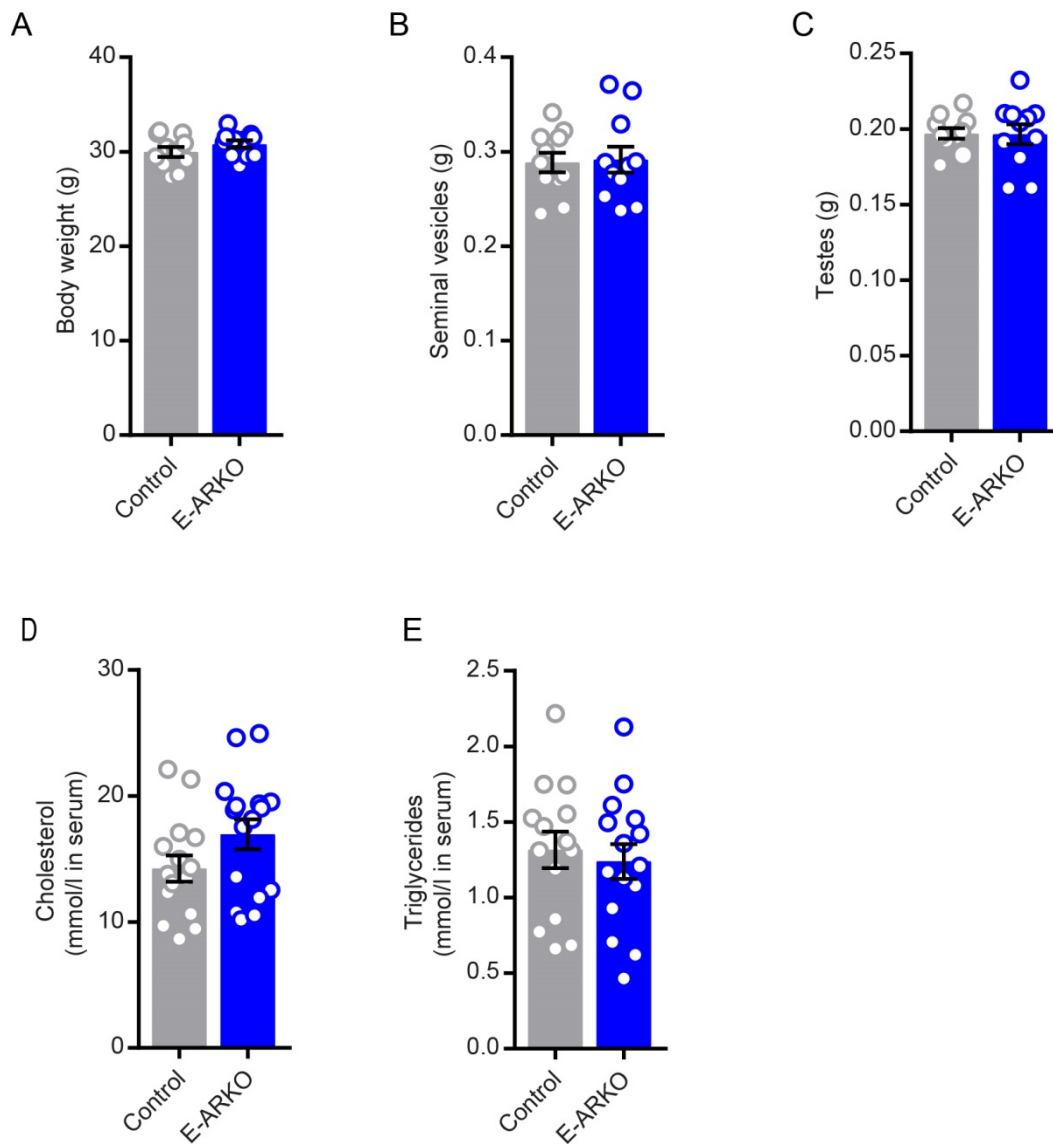 A
Body weight (g)
40
30
20
10
0
Control
E-ARKO
B
Seminal vesicles (g)
0.4
0.3
0.2
0.1
0.0
Control
E-ARKO
C
Testes (g)
0.25
0.20
0.15
0.10
0.05
0.00
Control
E-ARKO
D
Cholesterol
(mmol/l in serum)
30
20
10
0
Control
E-ARKO
E
Triglycerides
(mmol/l in serum)
2.5
2.0
1.5
1.0
0.5
0.0
Control
E-ARKO